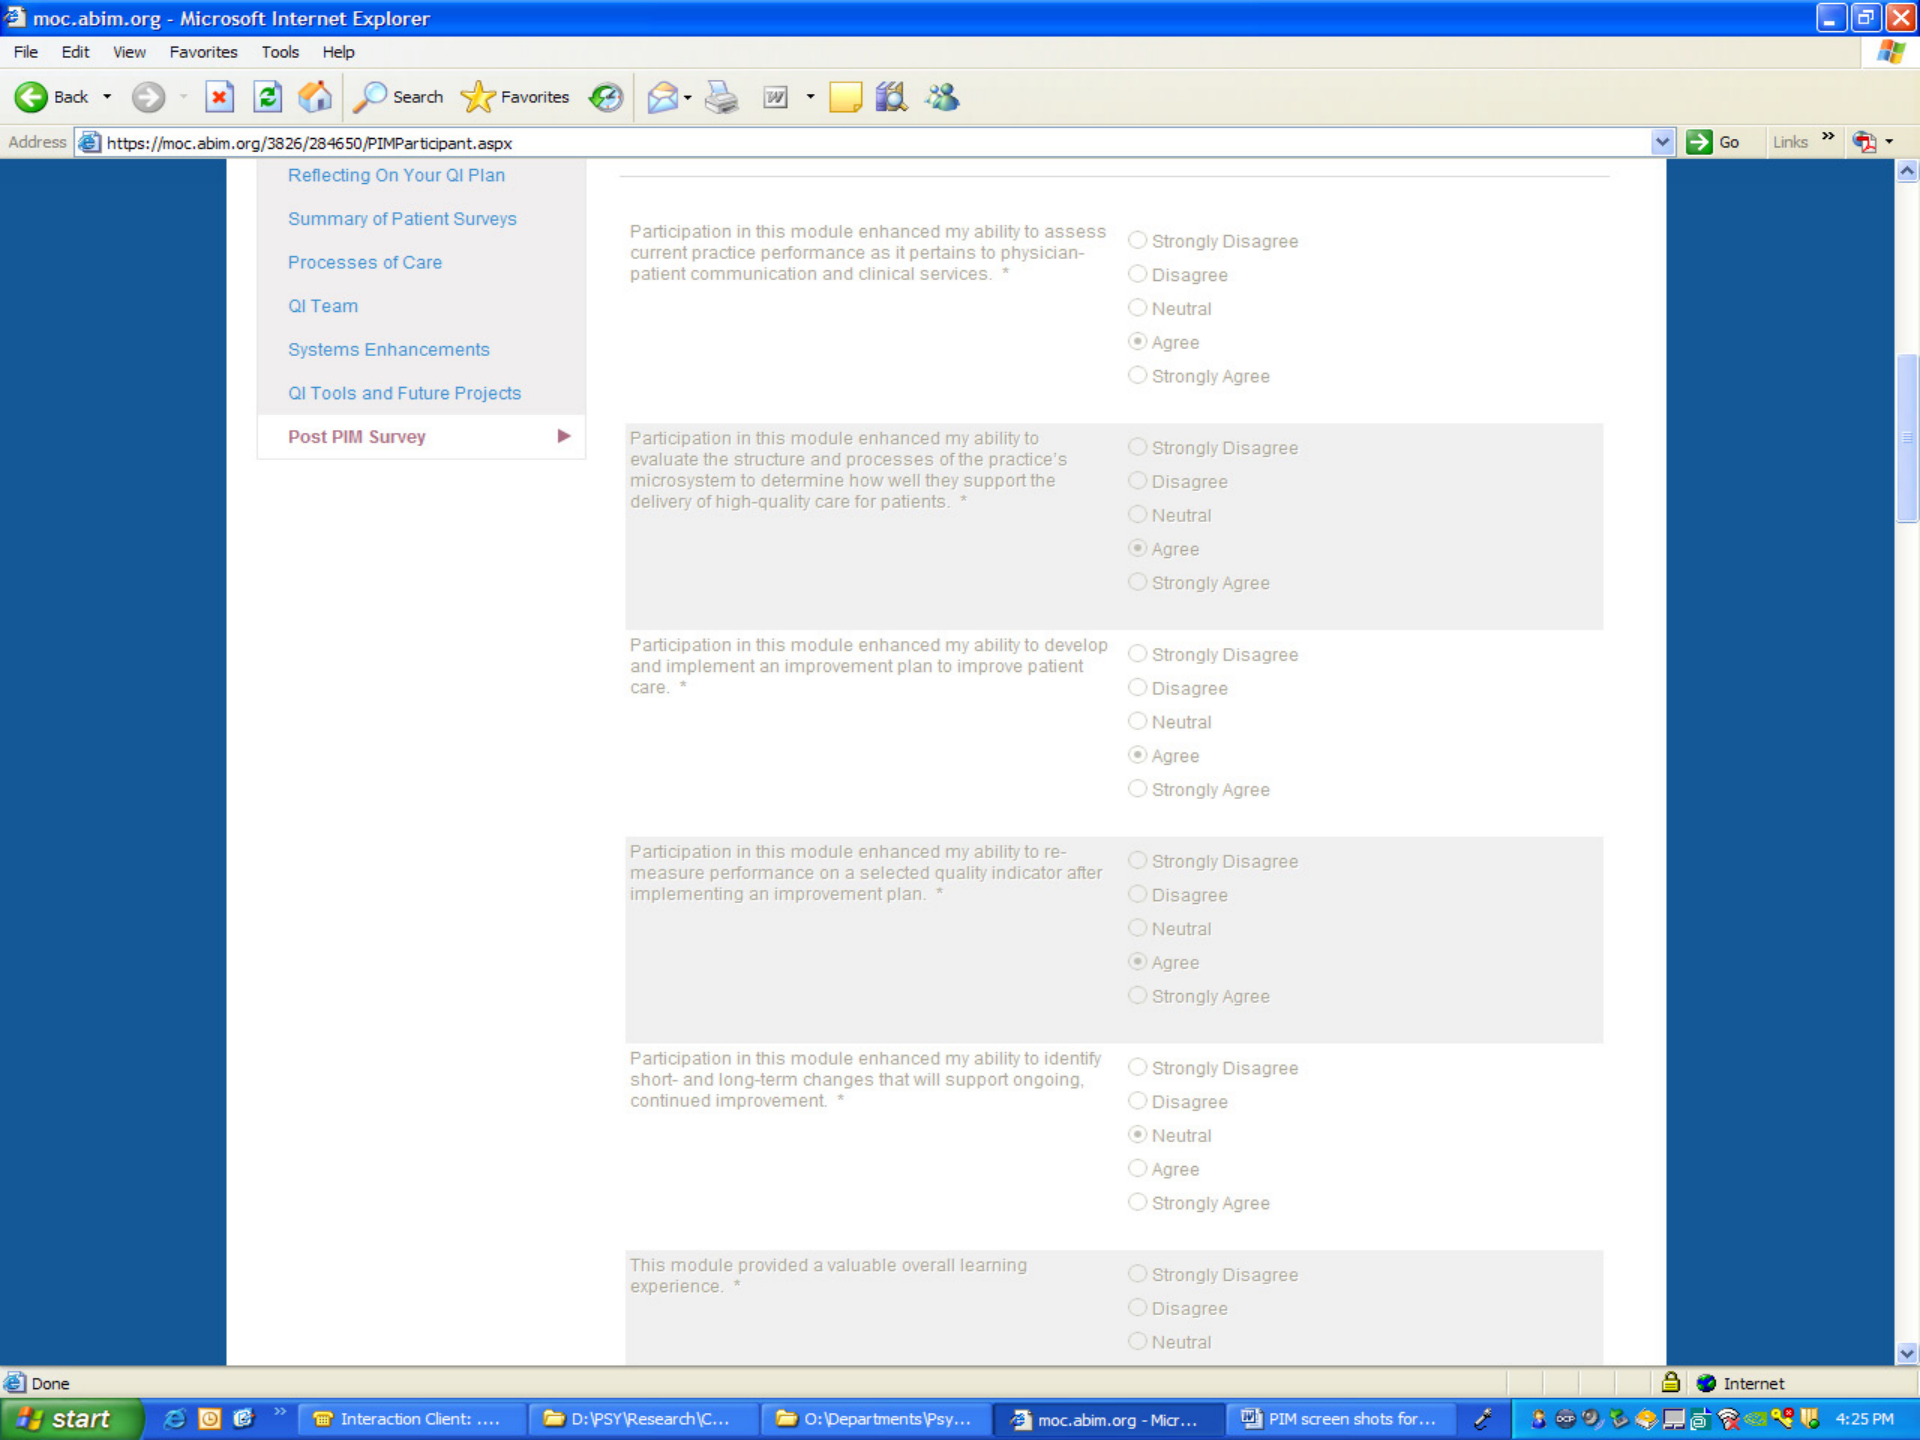 moc.abim.org - Microsoft Internet Explorer
File Edit View Favorites Tools Help
Back Search Favorites
Address https://moc.abim.org/3826/284650/PIMParticipant.aspx Go Links »
Reflecting On Your QI Plan
Summary of Patient Surveys
Processes of Care
QI Team
Systems Enhancements
QI Tools and Future Projects
Post PIM Survey
Participation in this module enhanced my ability to assess
current practice performance as it pertains to physician-
patient communication and clinical services. *
Strongly Disagree
Disagree
Neutral
Agree
Strongly Agree
Participation in this module enhanced my ability to
evaluate the structure and processes of the practice's
microsystem to determine how well they support the
delivery of high-quality care for patients. *
Strongly Disagree
Disagree
Neutral
Agree
Strongly Agree
Participation in this module enhanced my ability to develop
and implement an improvement plan to improve patient
care. *
Strongly Disagree
Disagree
Neutral
Agree
Strongly Agree
Participation in this module enhanced my ability to re-
measure performance on a selected quality indicator after
implementing an improvement plan. *
Strongly Disagree
Disagree
Neutral
Agree
Strongly Agree
Participation in this module enhanced my ability to identify
short- and long-term changes that will support ongoing,
continued improvement. *
Strongly Disagree
Disagree
Neutral
Agree
Strongly Agree
This module provided a valuable overall learning
experience. *
Strongly Disagree
Disagree
Neutral
Done Internet
start » Interaction Client: .... D:\PSY\Research\C... O:\Departments\Psy... moc.abim.org - Micr... PIM screen shots for... 4:25 PM